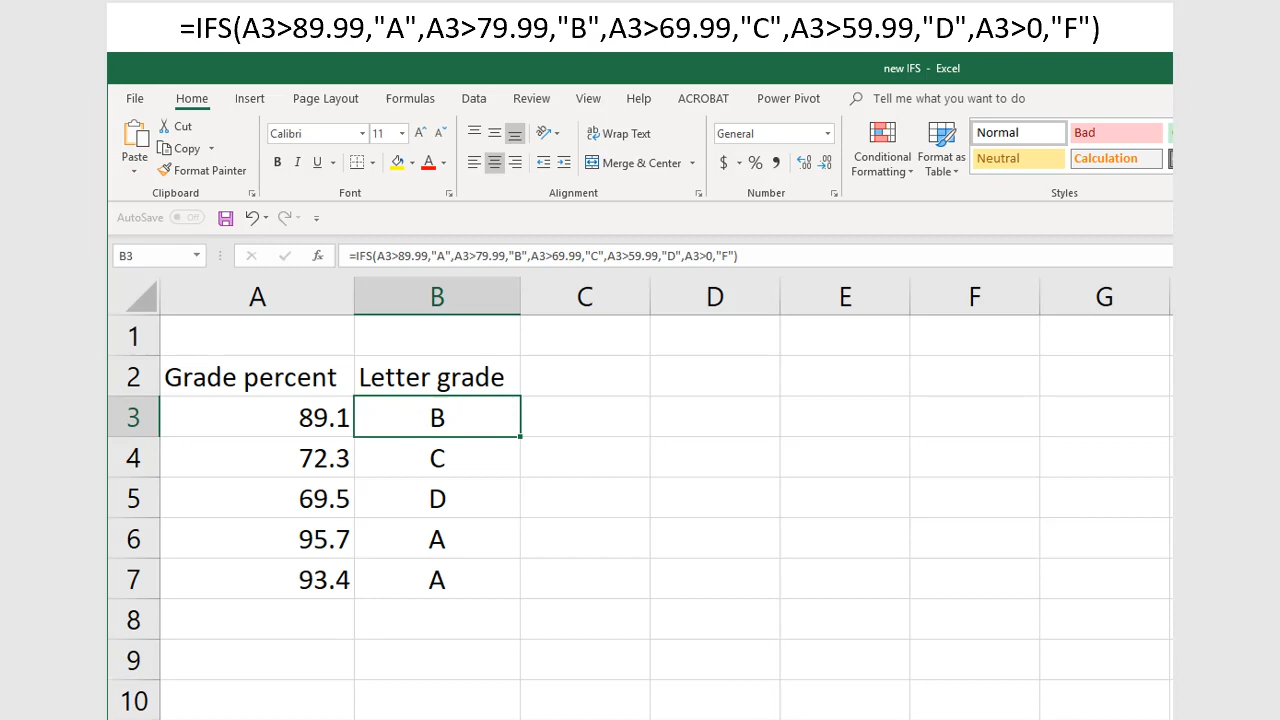 =IFS(A3>89.99,"A",A3>79.99,"B",A3>69.99,"C",A3>59.99,"D",A3>0,"F")
new IFS - Excel
File Home Insert Page Layout Formulas Data Review View Help ACROBAT Power Pivot Tell me what you want to do
Paste
Cut
Copy
Format Painter
Clipboard
Calibri 11
B I U
Font
Wrap Text
Merge & Center
Alignment
General
$ % ,
Number
Conditional Formatting
Format as Table
Normal Bad
Neutral Calculation
Styles
AutoSave Off
B3 fx =IFS(A3>89.99,"A",A3>79.99,"B",A3>69.99,"C",A3>59.99,"D",A3>0,"F")
A B C D E F G
1
2 Grade percent Letter grade
3 89.1 B
4 72.3 C
5 69.5 D
6 95.7 A
7 93.4 A
8
9
10